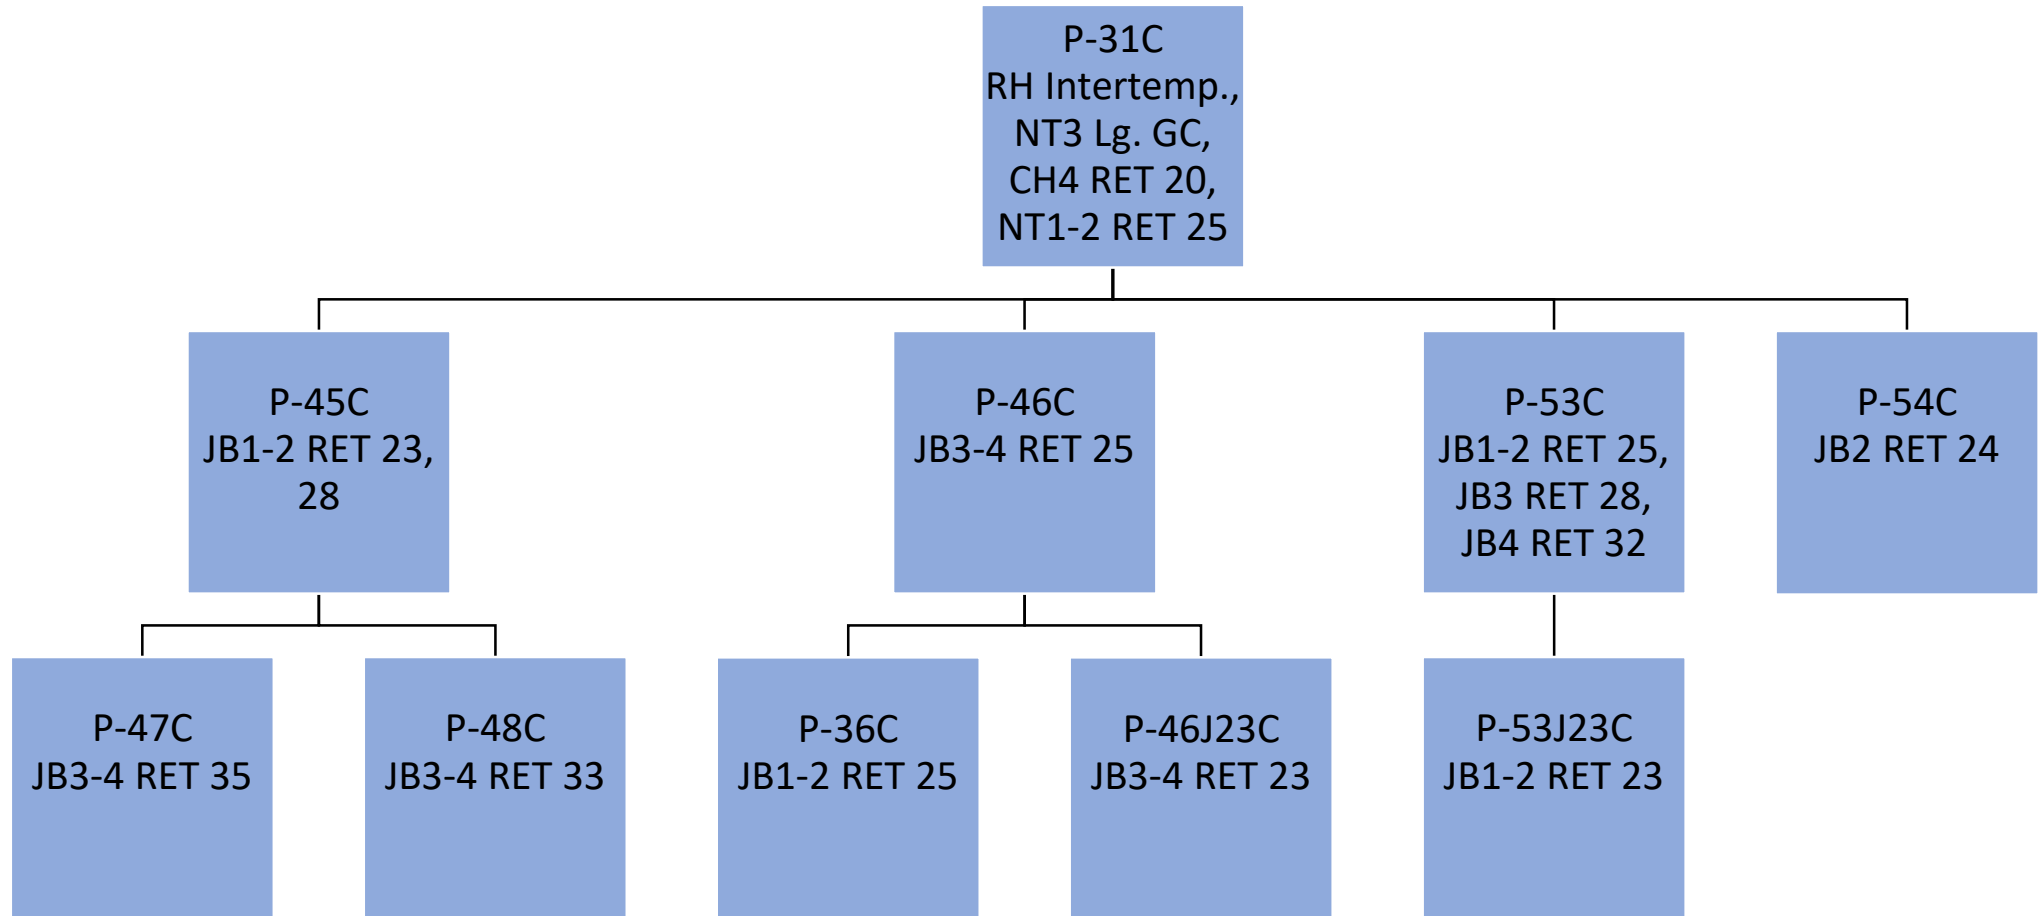 P-31C
RH Intertemp.,
NT3 Lg. GC,
CH4 RET 20,
NT1-2 RET 25
P-45C
JB1-2 RET 23,
28
P-46C
JB3-4 RET 25
P-53C
JB1-2 RET 25,
JB3 RET 28,
JB4 RET 32
P-54C
JB2 RET 24
P-47C
JB3-4 RET 35
P-48C
JB3-4 RET 33
P-36C
JB1-2 RET 25
P-46J23C
JB3-4 RET 23
P-53J23C
JB1-2 RET 23